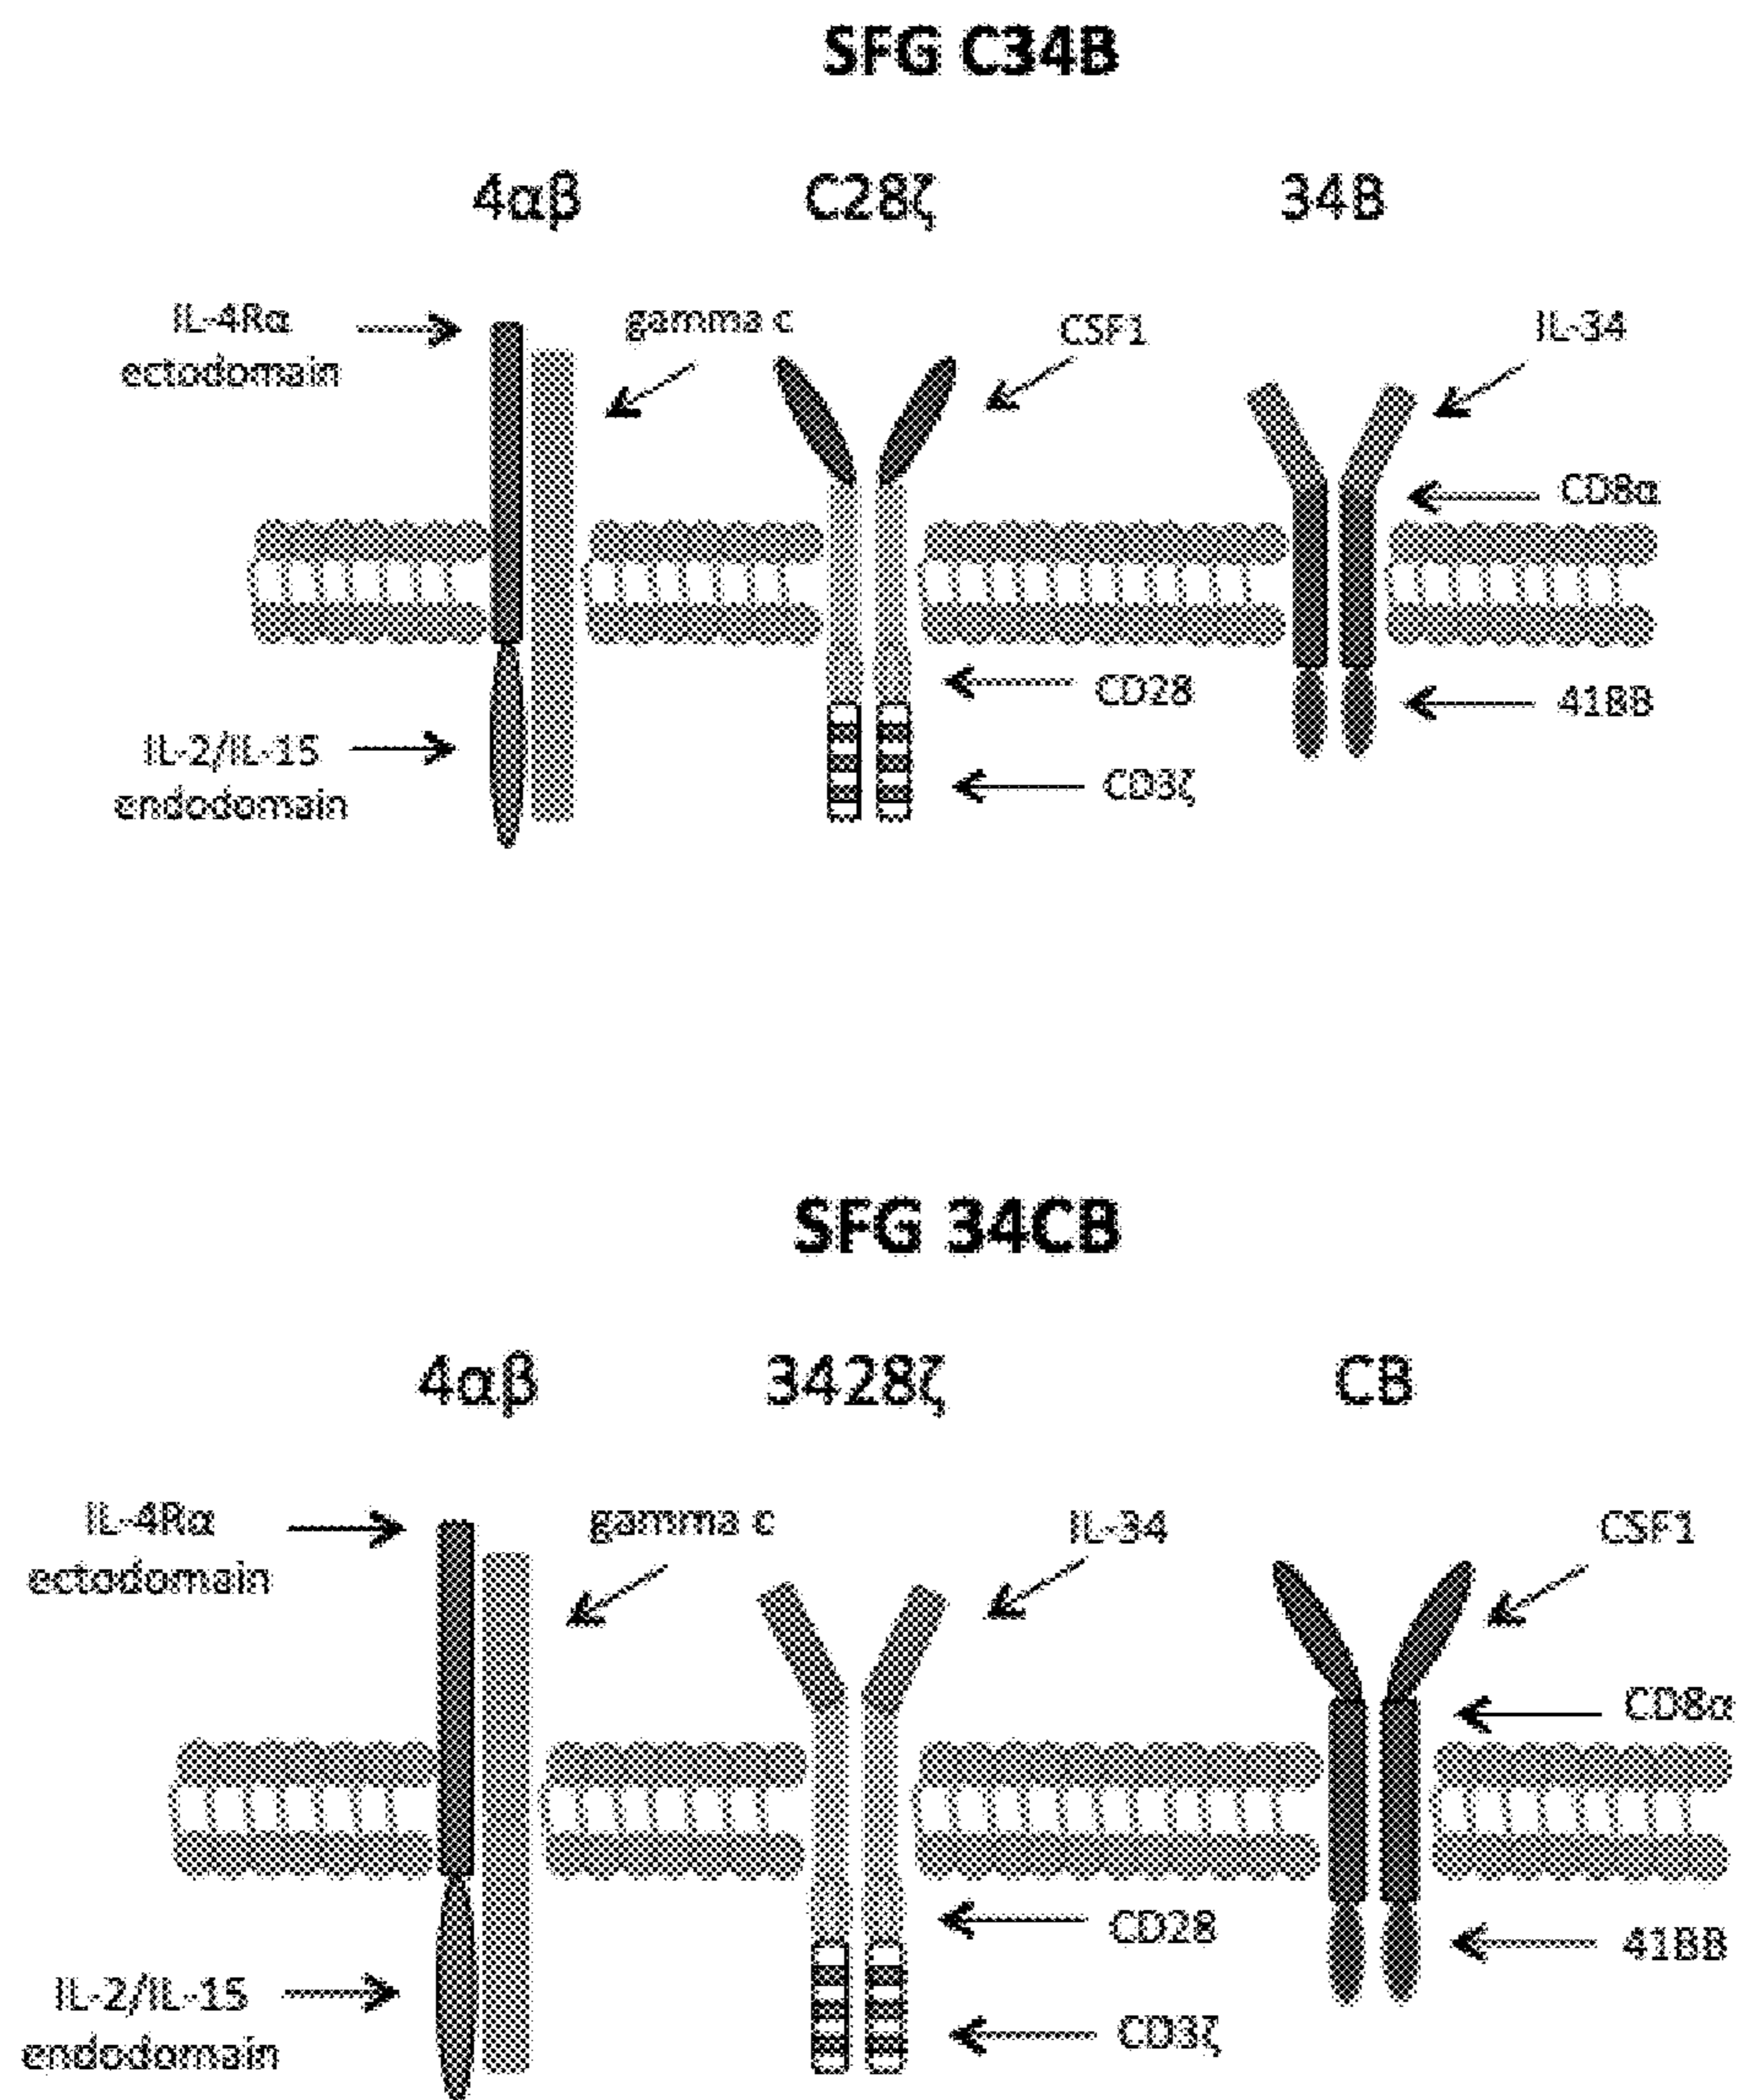 SFG C34B
4αβ
C28ζ
34B
IL-4Rα
ectodomain
gamma c
CSF1
IL-34
CD8α
CD28
41BB
IL-2/IL-15
endodomain
CD3ζ
SFG 34CB
4αβ
3428ζ
CB
IL-4Rα
ectodomain
gamma c
IL-34
CSF1
CD8α
CD28
41BB
IL-2/IL-15
endodomain
CD3ζ